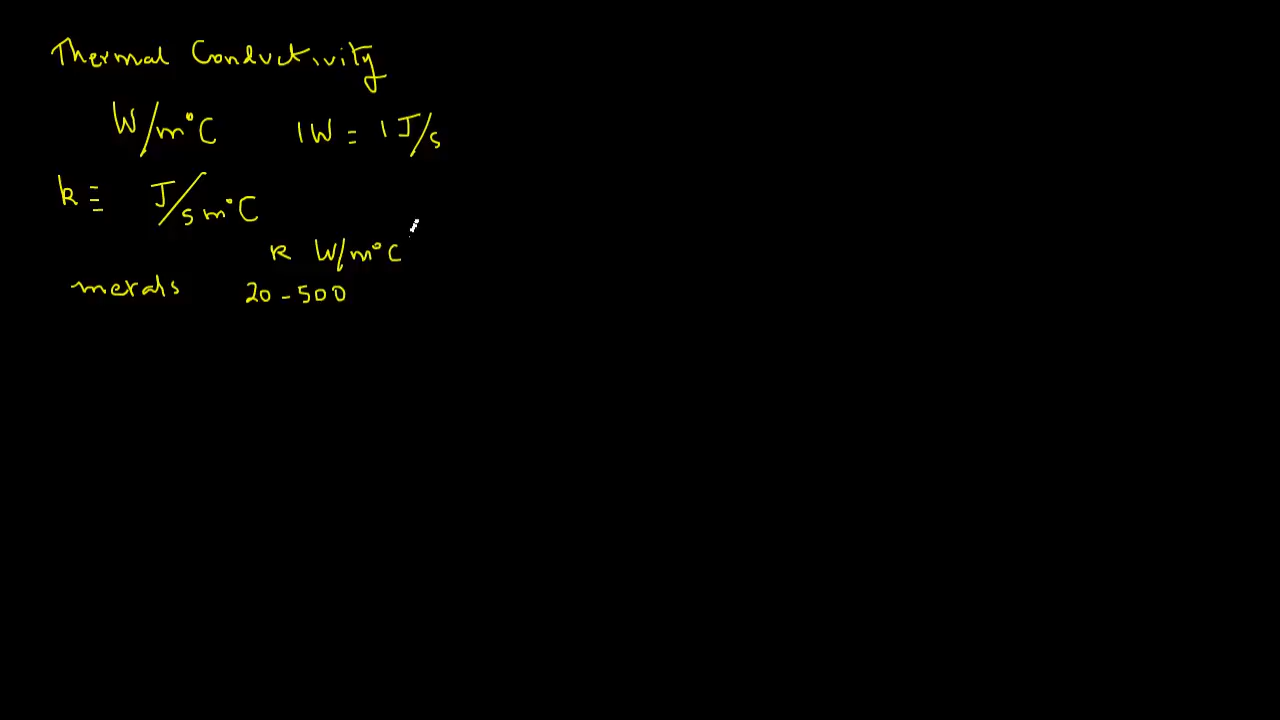 Thermal Conductivity
W/m°C 1W = 1 J/s
k ≡ J/s m°C
k W/m°C
metals 20 - 500